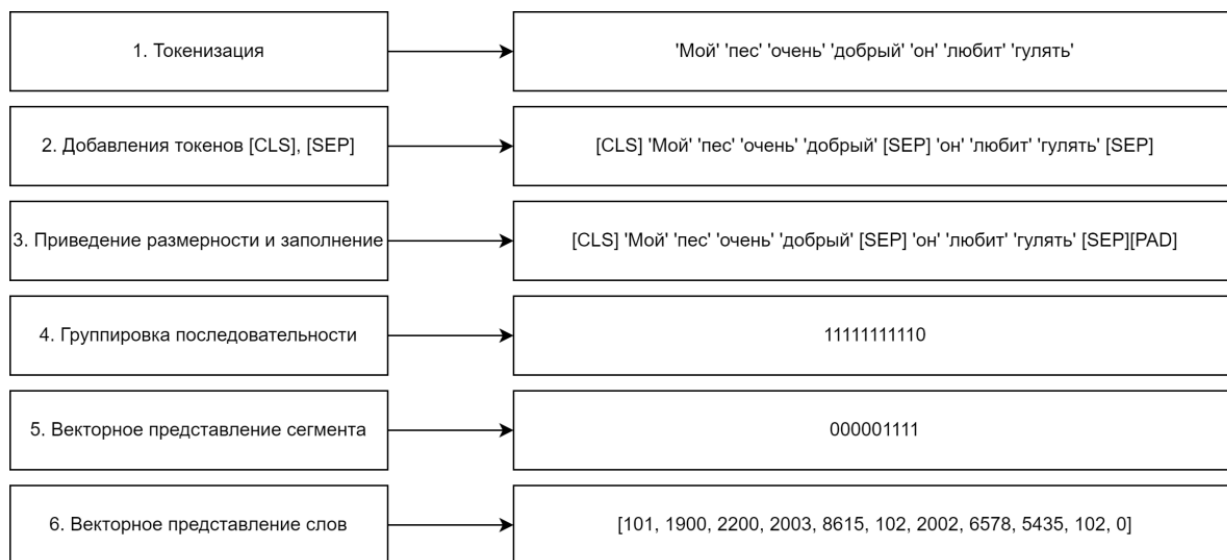 1. Токенизация
'Мой' 'пес' 'очень' 'добрый' 'он' 'любит' 'гулять'
2. Добавления токенов [CLS], [SEP]
[CLS] 'Мой' 'пес' 'очень' 'добрый' [SEP] 'он' 'любит' 'гулять' [SEP]
3. Приведение размерности и заполнение
[CLS] 'Мой' 'пес' 'очень' 'добрый' [SEP] 'он' 'любит' 'гулять' [SEP][PAD]
4. Группировка последовательности
11111111110
5. Векторное представление сегмента
000001111
6. Векторное представление слов
[101, 1900, 2200, 2003, 8615, 102, 2002, 6578, 5435, 102, 0]